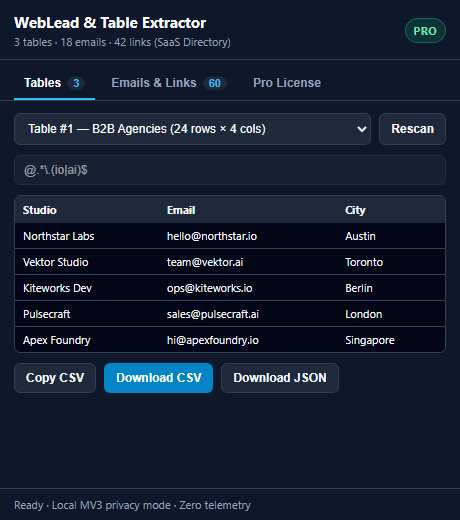 WebLead & Table Extractor
3 tables · 18 emails · 42 links (SaaS Directory)
PRO
Tables 3 Emails & Links 60 Pro License
Table #1 — B2B Agencies (24 rows × 4 cols) Rescan
@.*\.(io|ai)$
Studio Email City
Northstar Labs hello@northstar.io Austin
Vektor Studio team@vektor.ai Toronto
Kiteworks Dev ops@kiteworks.io Berlin
Pulsecraft sales@pulsecraft.ai London
Apex Foundry hi@apexfoundry.io Singapore
Copy CSV Download CSV Download JSON
Ready · Local MV3 privacy mode · Zero telemetry